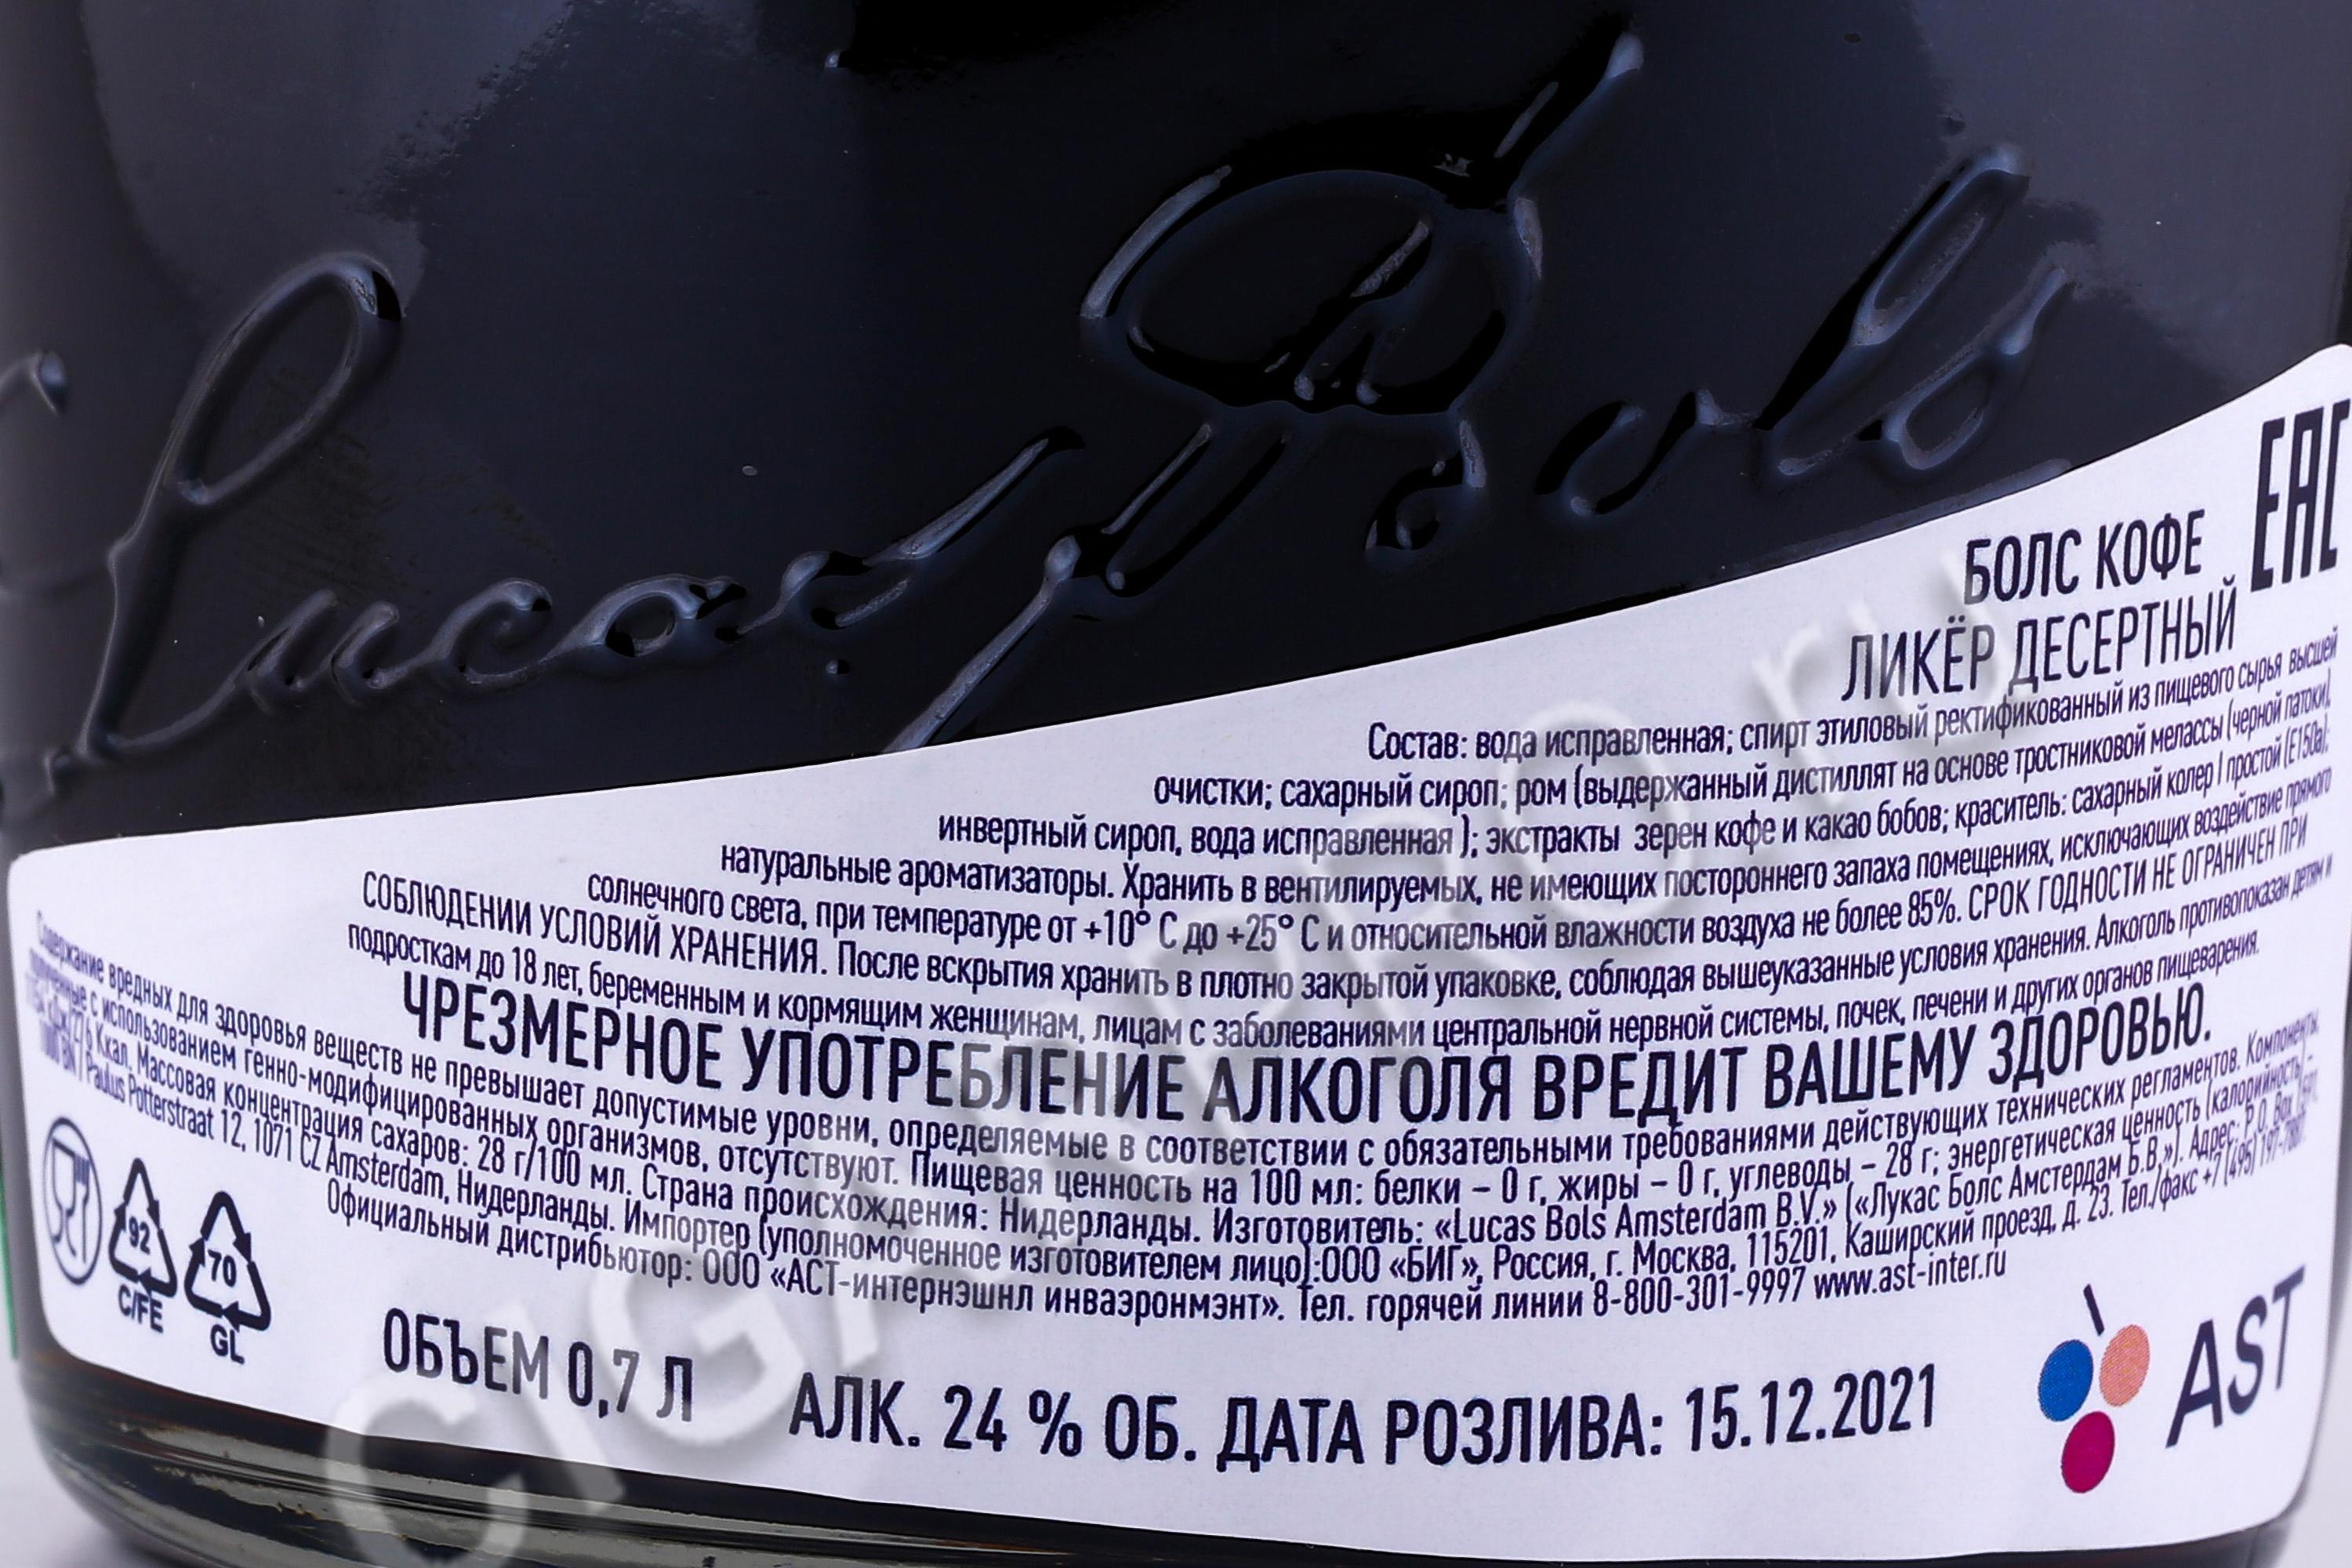 Lucas Bols
EAC
БОЛС КОФЕ
ЛИКЁР ДЕСЕРТНЫЙ
Состав: вода исправленная; спирт этиловый ректификованный из пищевого сырья высшей
очистки; сахарный сироп; ром (выдержанный дистиллят на основе тростниковой мелассы (черной патоки),
инвертный сироп, вода исправленная ); экстракты зерен кофе и какао бобов; краситель: сахарный колер I простой (E150a);
натуральные ароматизаторы. Хранить в вентилируемых, не имеющих постороннего запаха помещениях, исключающих воздействие прямого
солнечного света, при температуре от +10° С до +25° С и относительной влажности воздуха не более 85%. СРОК ГОДНОСТИ НЕ ОГРАНИЧЕН ПРИ
СОБЛЮДЕНИИ УСЛОВИЙ ХРАНЕНИЯ. После вскрытия хранить в плотно закрытой упаковке, соблюдая вышеуказанные условия хранения. Алкоголь противопоказан детям и
подросткам до 18 лет, беременным и кормящим женщинам, лицам с заболеваниями центральной нервной системы, почек, печени и других органов пищеварения.
ЧРЕЗМЕРНОЕ УПОТРЕБЛЕНИЕ АЛКОГОЛЯ ВРЕДИТ ВАШЕМУ ЗДОРОВЬЮ.
Содержание вредных для здоровья веществ не превышает допустимые уровни, определяемые в соответствии с обязательными требованиями действующих технических регламентов. Компоненты,
полученные с использованием генно-модифицированных организмов, отсутствуют. Пищевая ценность на 100 мл: белки – 0 г, жиры – 0 г, углеводы – 28 г; энергетическая ценность (калорийность) -
276 Ккал. Массовая концентрация сахаров: 28 г/100 мл. Страна происхождения: Нидерланды. Изготовитель: «Lucas Bols Amsterdam B.V.» («Лукас Болс Амстердам Б.В.»). Адрес: P.O. Box
Paulus Potterstraat 12, 1071 CZ Amsterdam, Нидерланды. Импортер (уполномоченное изготовителем лицо):ООО «БИГ», Россия, г. Москва, 115201, Каширский проезд, д. 23. Тел./факс +7 (495)
Официальный дистрибьютор: ООО «АСТ-интернэшнл инваэронмэнт». Тел. горячей линии 8-800-301-9997 www.ast-inter.ru
92
C/FE
70
GL
ОБЪЕМ 0,7 Л
АЛК. 24 % ОБ. ДАТА РОЗЛИВА: 15.12.2021
AST
CIGARPRO.ru